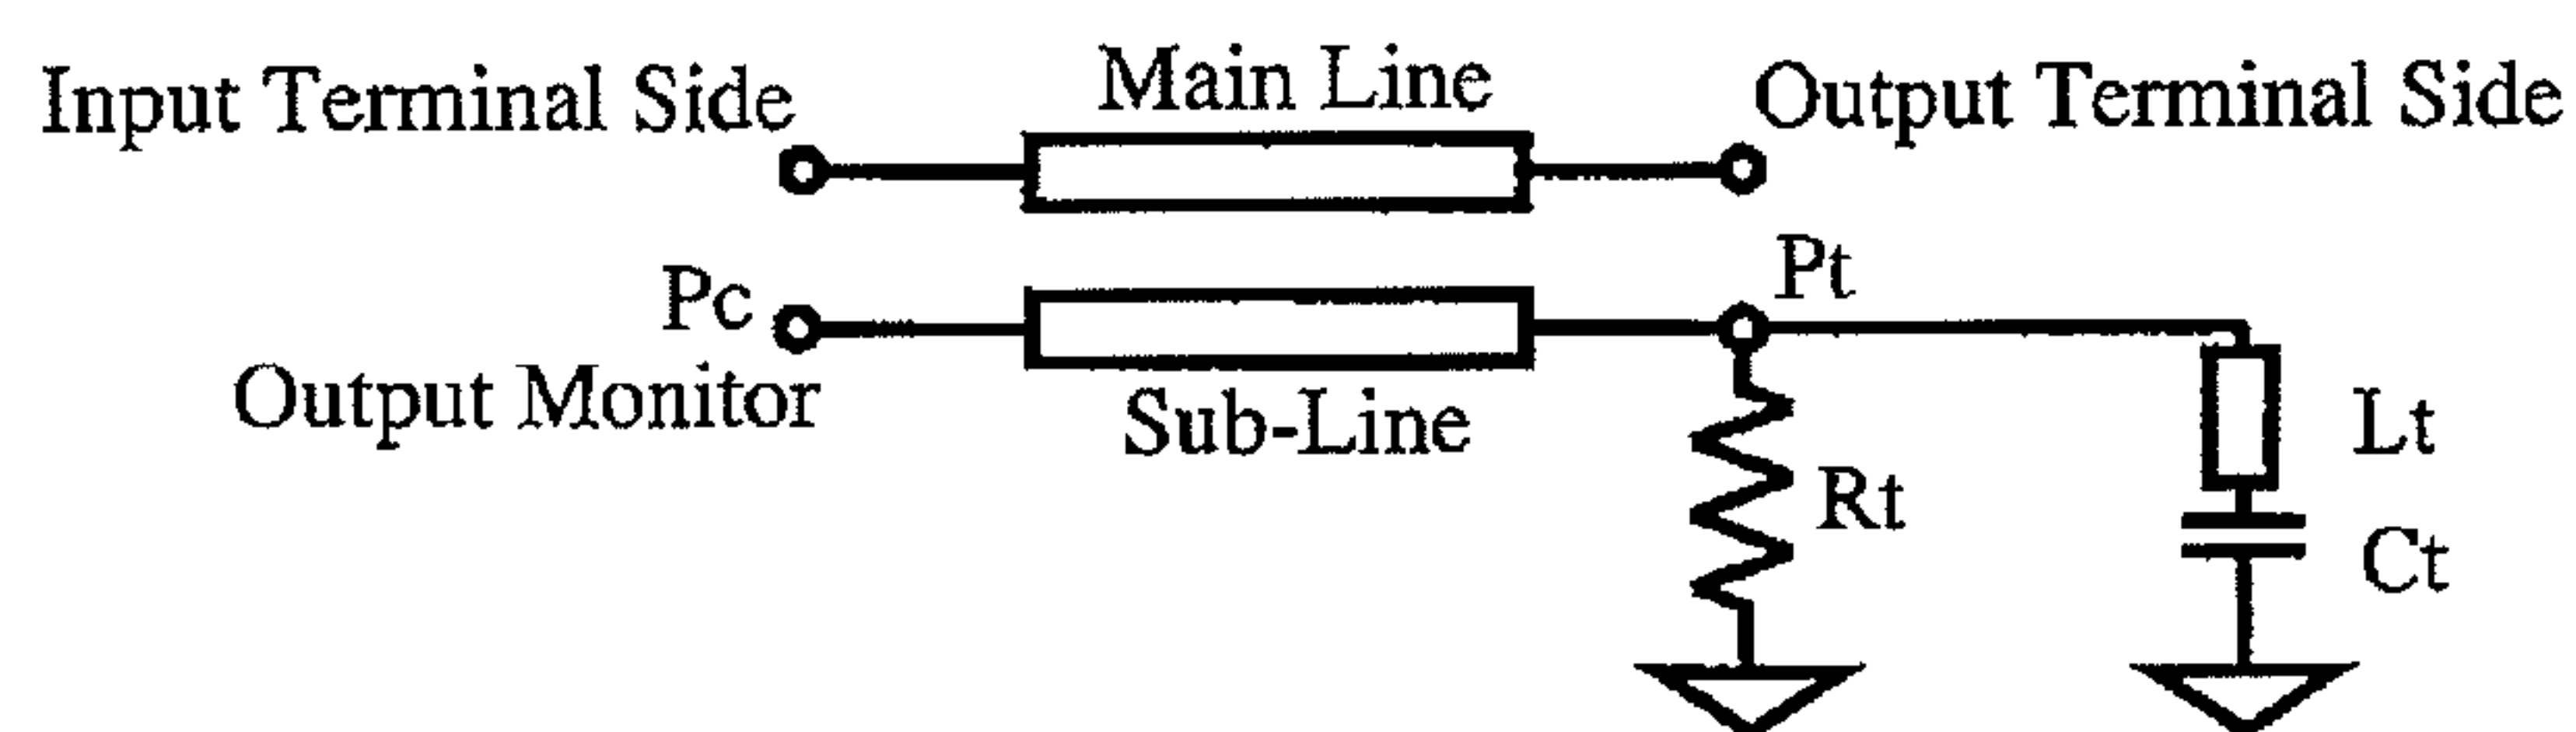 Input Terminal Side
Main Line
Output Terminal Side
Pc
Output Monitor
Sub-Line
Pt
Rt
Lt
Ct